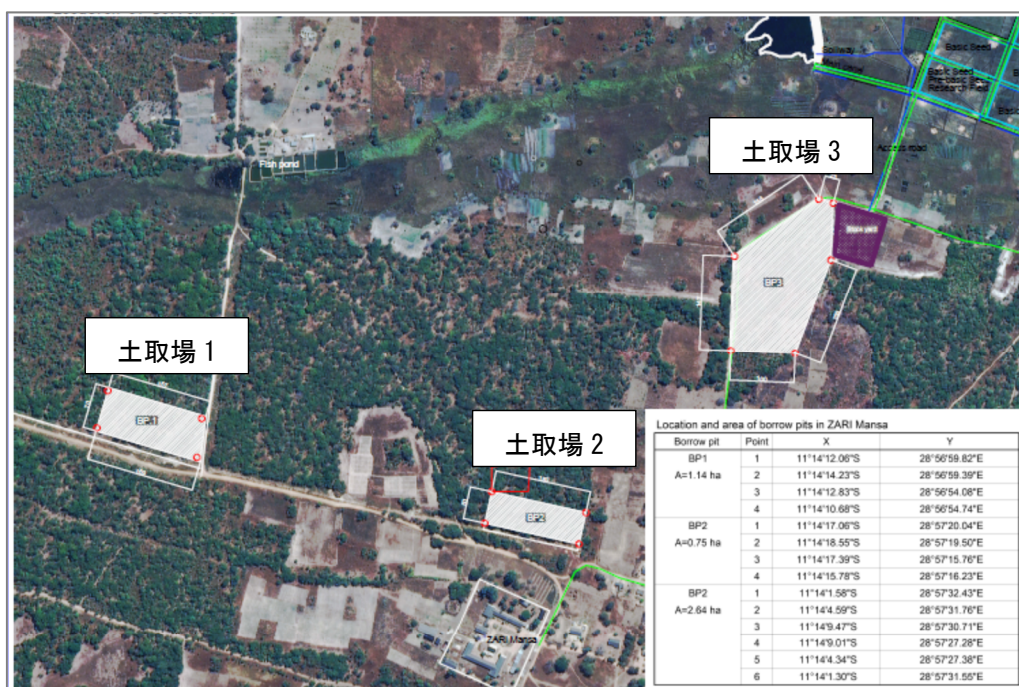 Spillway
Basic Seed
Basic Seed
Pre-basic Seed
Research Field
Access road
Fish pond
土取場 3
BP3
土取場 1
BP1
土取場 2
BP2
ZARI Mansa
Location and area of borrow pits in ZARI Mansa
Borrow pit Point X Y
BP1 1 11°14'12.06"S 28°56'59.82"E
A=1.14 ha 2 11°14'14.23"S 28°56'59.39"E
3 11°14'12.83"S 28°56'54.08"E
4 11°14'10.68"S 28°56'54.74"E
BP2 1 11°14'17.06"S 28°57'20.04"E
A=0.75 ha 2 11°14'18.55"S 28°57'19.50"E
3 11°14'17.39"S 28°57'15.76"E
4 11°14'15.78"S 28°57'16.23"E
BP2 1 11°14'1.58"S 28°57'32.43"E
A=2.64 ha 2 11°14'4.59"S 28°57'31.76"E
3 11°14'9.47"S 28°57'30.71"E
4 11°14'9.01"S 28°57'27.28"E
5 11°14'4.34"S 28°57'27.38"E
6 11°14'1.30"S 28°57'31.55"E